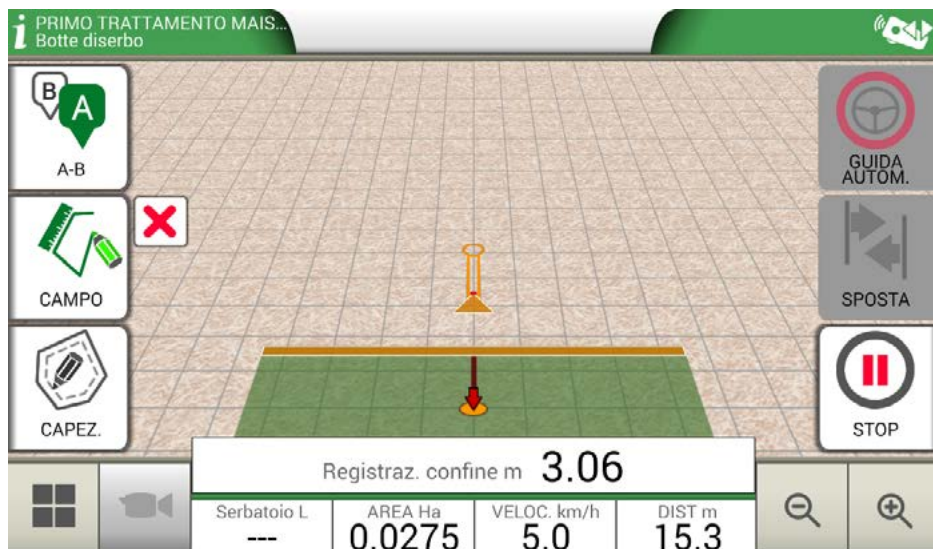 PRIMO TRATTAMENTO MAIS...
Botte diserbo
B
A
A-B
CAMPO
CAPEZ.
GUIDA
AUTOM.
SPOSTA
STOP
Registraz. confine m 3.06
Serbatoio L
---
AREA Ha
0.0275
VELOC. km/h
5.0
DIST m
15.3